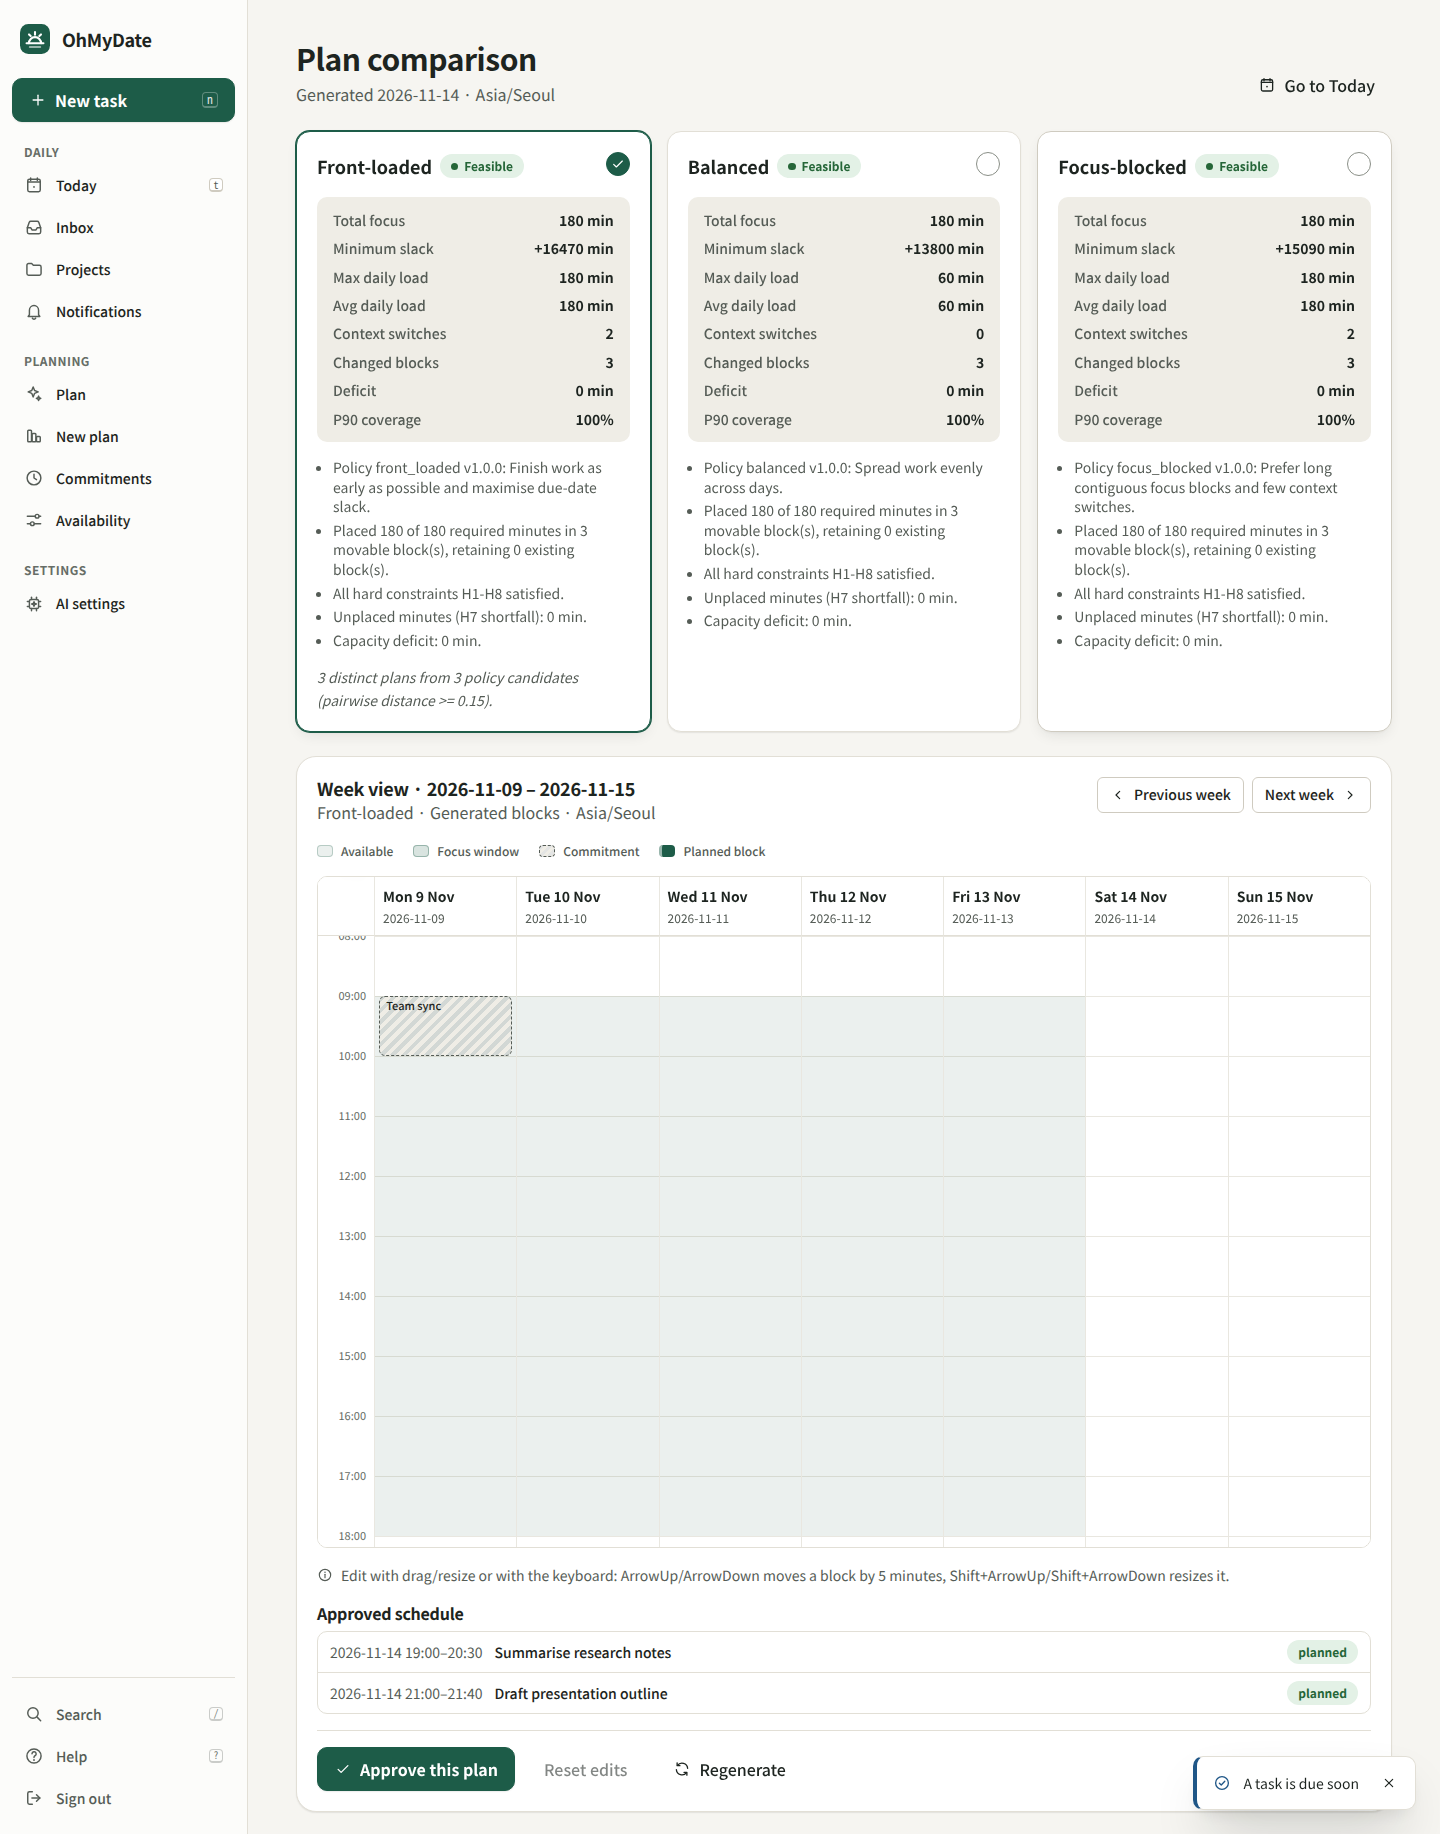 OhMyDate
New task
n
DAILY
Today
t
Inbox
Projects
Notifications
PLANNING
Plan
New plan
Commitments
Availability
SETTINGS
AI settings
Search
/
Help
?
Sign out
Plan comparison
Generated 2026-11-14 · Asia/Seoul
Go to Today
Front-loaded
Feasible
Total focus 180 min
Minimum slack +16470 min
Max daily load 180 min
Avg daily load 180 min
Context switches 2
Changed blocks 3
Deficit 0 min
P90 coverage 100%
• Policy front_loaded v1.0.0: Finish work as
early as possible and maximise due-date
slack.
• Placed 180 of 180 required minutes in 3
movable block(s), retaining 0 existing
block(s).
• All hard constraints H1-H8 satisfied.
• Unplaced minutes (H7 shortfall): 0 min.
• Capacity deficit: 0 min.
3 distinct plans from 3 policy candidates
(pairwise distance >= 0.15).
Balanced
Feasible
Total focus 180 min
Minimum slack +13800 min
Max daily load 60 min
Avg daily load 60 min
Context switches 0
Changed blocks 3
Deficit 0 min
P90 coverage 100%
• Policy balanced v1.0.0: Spread work evenly
across days.
• Placed 180 of 180 required minutes in 3
movable block(s), retaining 0 existing
block(s).
• All hard constraints H1-H8 satisfied.
• Unplaced minutes (H7 shortfall): 0 min.
• Capacity deficit: 0 min.
Focus-blocked
Feasible
Total focus 180 min
Minimum slack +15090 min
Max daily load 180 min
Avg daily load 180 min
Context switches 2
Changed blocks 3
Deficit 0 min
P90 coverage 100%
• Policy focus_blocked v1.0.0: Prefer long
contiguous focus blocks and few context
switches.
• Placed 180 of 180 required minutes in 3
movable block(s), retaining 0 existing
block(s).
• All hard constraints H1-H8 satisfied.
• Unplaced minutes (H7 shortfall): 0 min.
• Capacity deficit: 0 min.
Week view · 2026-11-09 – 2026-11-15
Front-loaded · Generated blocks · Asia/Seoul
Previous week
Next week
Available Focus window Commitment Planned block
Mon 9 Nov Tue 10 Nov Wed 11 Nov Thu 12 Nov Fri 13 Nov Sat 14 Nov Sun 15 Nov
2026-11-09 2026-11-10 2026-11-11 2026-11-12 2026-11-13 2026-11-14 2026-11-15
08:00
09:00
Team sync
10:00
11:00
12:00
13:00
14:00
15:00
16:00
17:00
18:00
Edit with drag/resize or with the keyboard: ArrowUp/ArrowDown moves a block by 5 minutes, Shift+ArrowUp/Shift+ArrowDown resizes it.
Approved schedule
2026-11-14 19:00–20:30 Summarise research notes planned
2026-11-14 21:00–21:40 Draft presentation outline planned
Approve this plan
Reset edits
Regenerate
A task is due soon